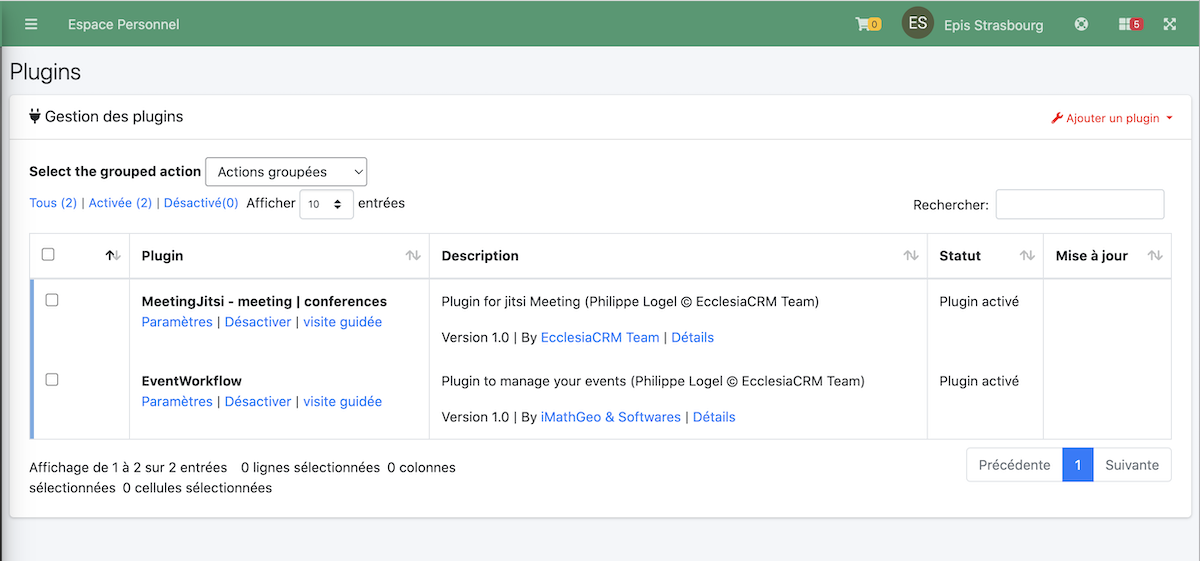 Espace Personnel 0 ES Epis Strasbourg 5
Plugins
Gestion des plugins Ajouter un plugin
Select the grouped action Actions groupées
Tous (2) | Activée (2) | Désactivé(0) Afficher 10 entrées Rechercher:
Plugin Description Statut Mise à jour
MeetingJitsi - meeting | conferences Plugin for jitsi Meeting (Philippe Logel © EcclesiaCRM Team) Plugin activé
Paramètres | Désactiver | visite guidée
Version 1.0 | By EcclesiaCRM Team | Détails
EventWorkflow Plugin to manage your events (Philippe Logel © EcclesiaCRM Team) Plugin activé
Paramètres | Désactiver | visite guidée
Version 1.0 | By iMathGeo & Softwares | Détails
Affichage de 1 à 2 sur 2 entrées 0 lignes sélectionnées 0 colonnes
sélectionnées 0 cellules sélectionnées
Précédente 1 Suivante